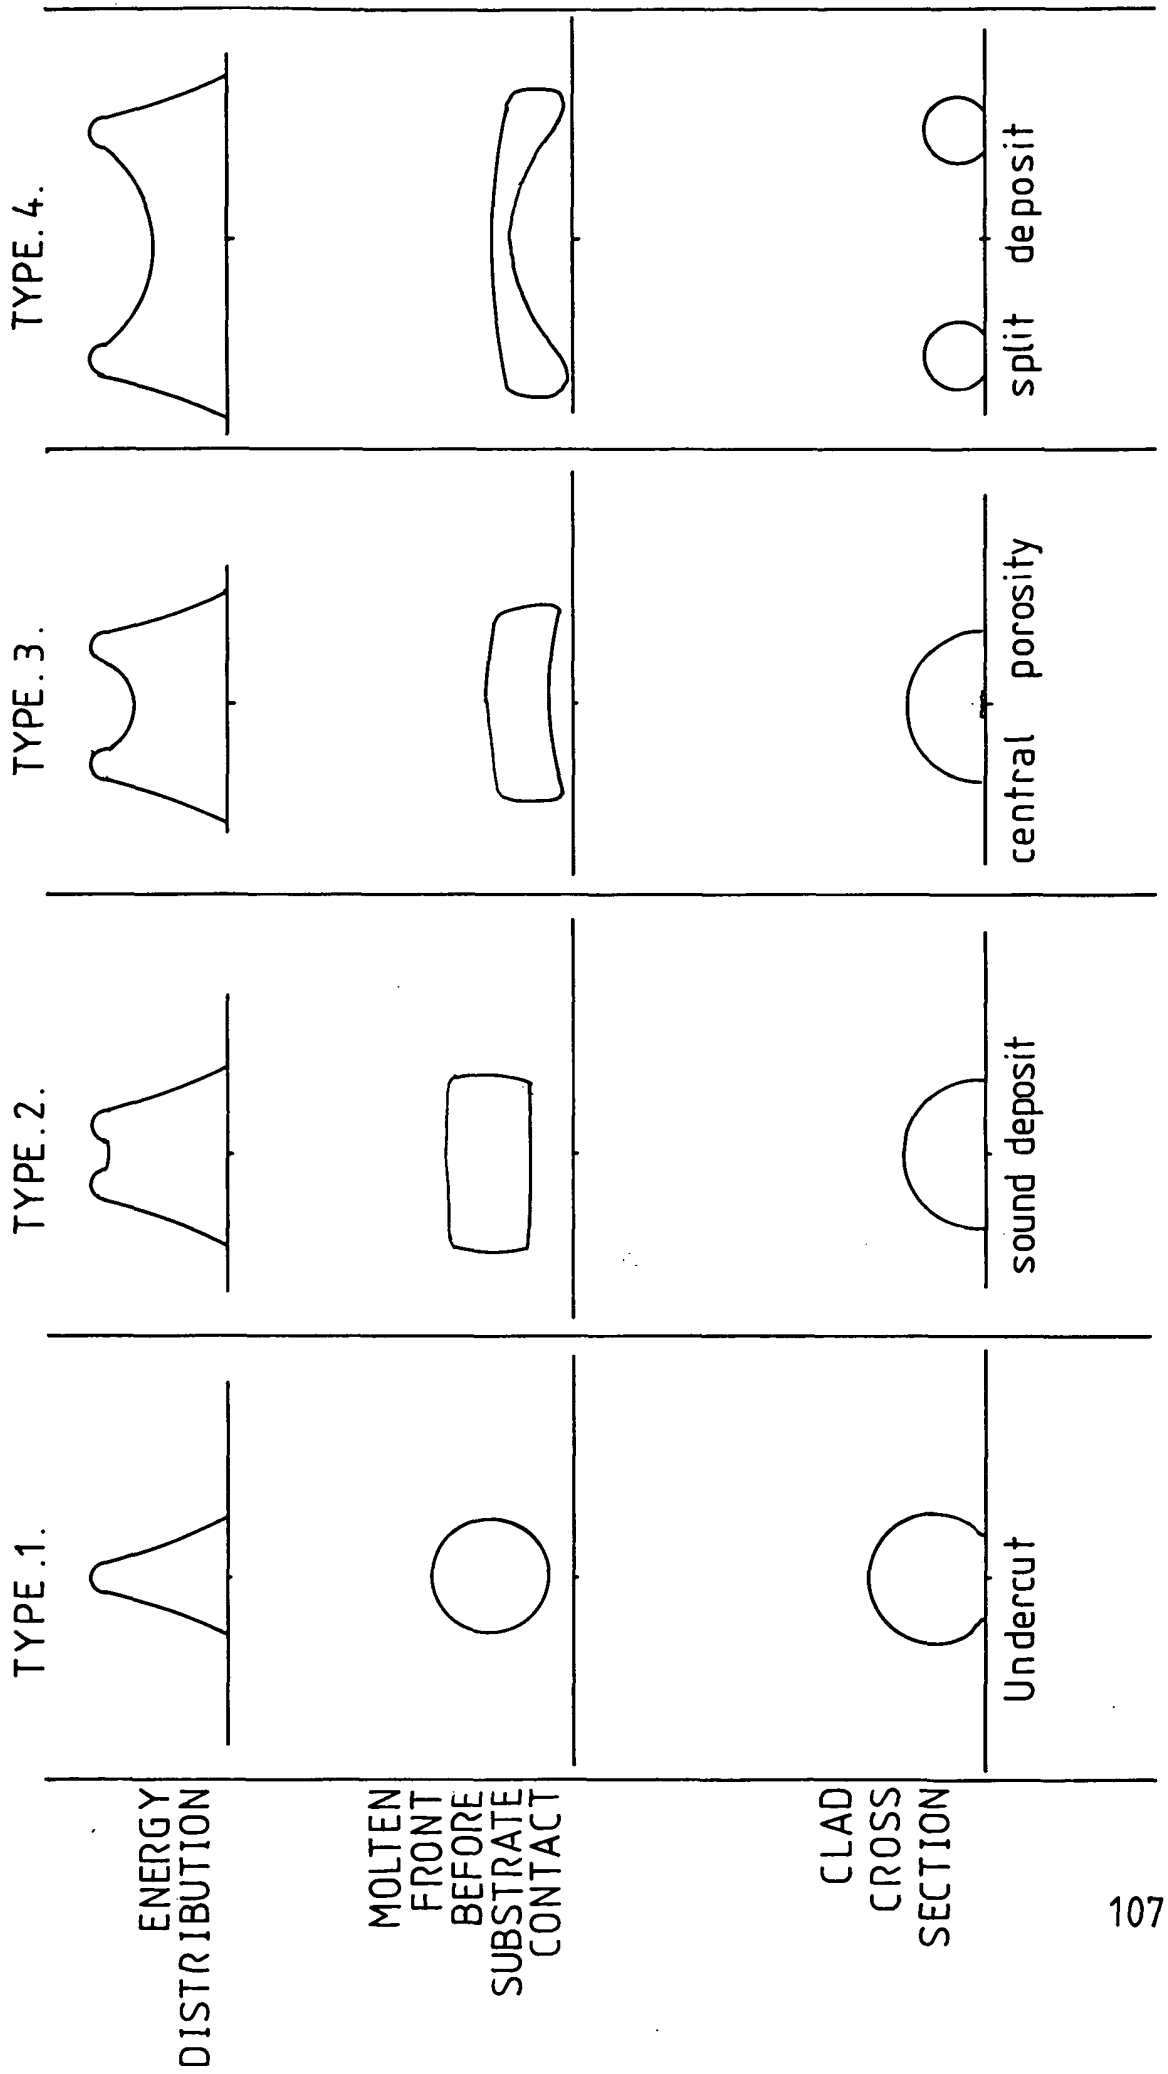 TYPE.1.
TYPE.2.
TYPE.3.
TYPE.4.
ENERGY
DISTRIBUTION
MOLTEN
FRONT
BEFORE
SUBSTRATE
CONTACT
CLAD
CROSS
SECTION
Undercut
sound deposit
central porosity
split deposit
107